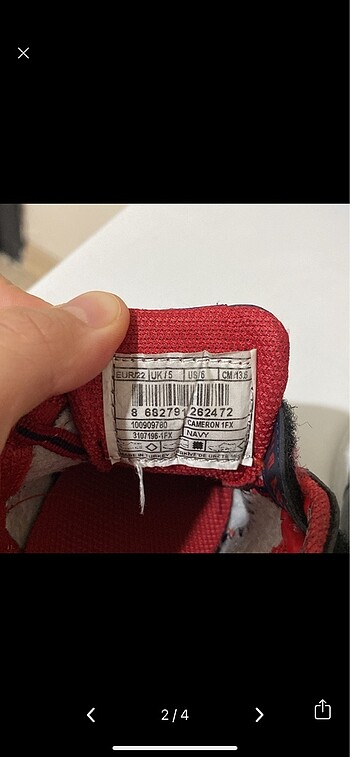 EUR/22 UK/5 US/6 CM/13.5
8 682791 262472
100909780 CAMERON 1FX
3107196-1FX NAVY
2/4